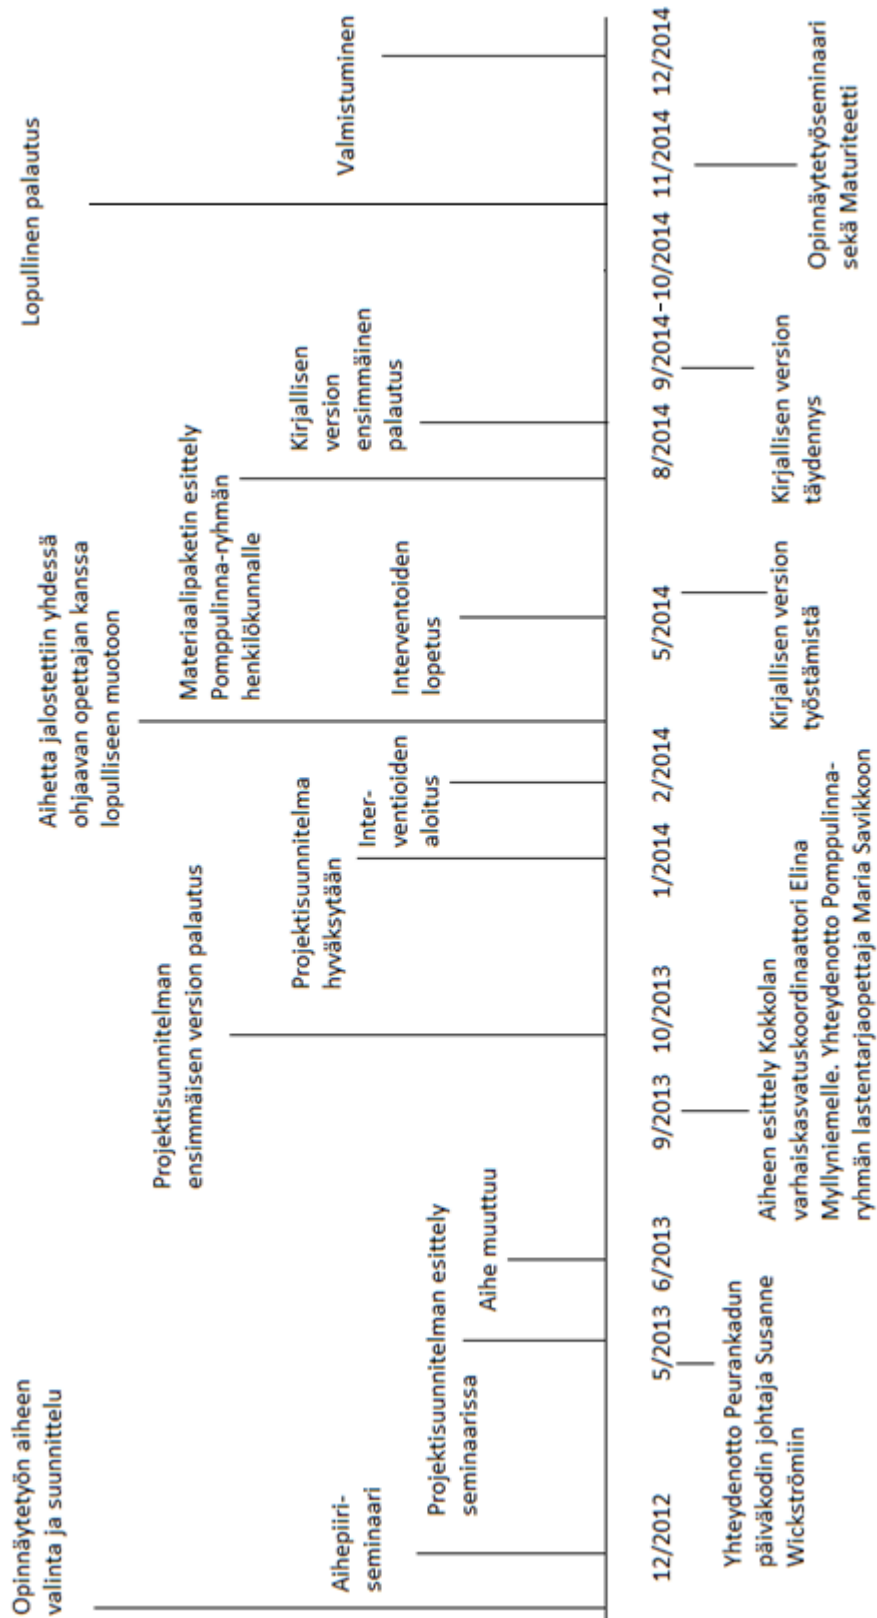 Opinnäytetyön aiheen
valinta ja suunnittelu
Aihepiiri-
seminaari
Projektisuunnitelman esittely
seminaarissa
Aihe muuttuu
Projektisuunnitelman
ensimmäisen version palautus
Projektisuunnitelma
hyväksytään
Inter-
ventioiden
aloitus
Aihetta jalostettiin yhdessä
ohjaavan opettajan kanssa
lopulliseen muotoon
Interventoiden
lopetus
Materiaalipaketin esittely
Pomppulinna-ryhmän
henkilökunnalle
Kirjallisen
version
ensimmäinen
palautus
Lopullinen palautus
Valmistuminen
12/2012 5/2013 6/2013 9/2013 10/2013 1/2014 2/2014 5/2014 8/2014 9/2014-10/2014 11/2014 12/2014
Yhteydenotto Peurankadun
päiväkodin johtaja Susanne
Wickströmiin
Aiheen esittely Kokkolan
varhaiskasvatuskoordinaattori Elina
Myllyniemelle. Yhteydenotto Pomppulinna-
ryhmän lastentarjaopettaja Maria Savikkoon
Kirjallisen version
työstämistä
Kirjallisen version
täydennys
Opinnäytetyöseminaari
sekä Maturiteetti